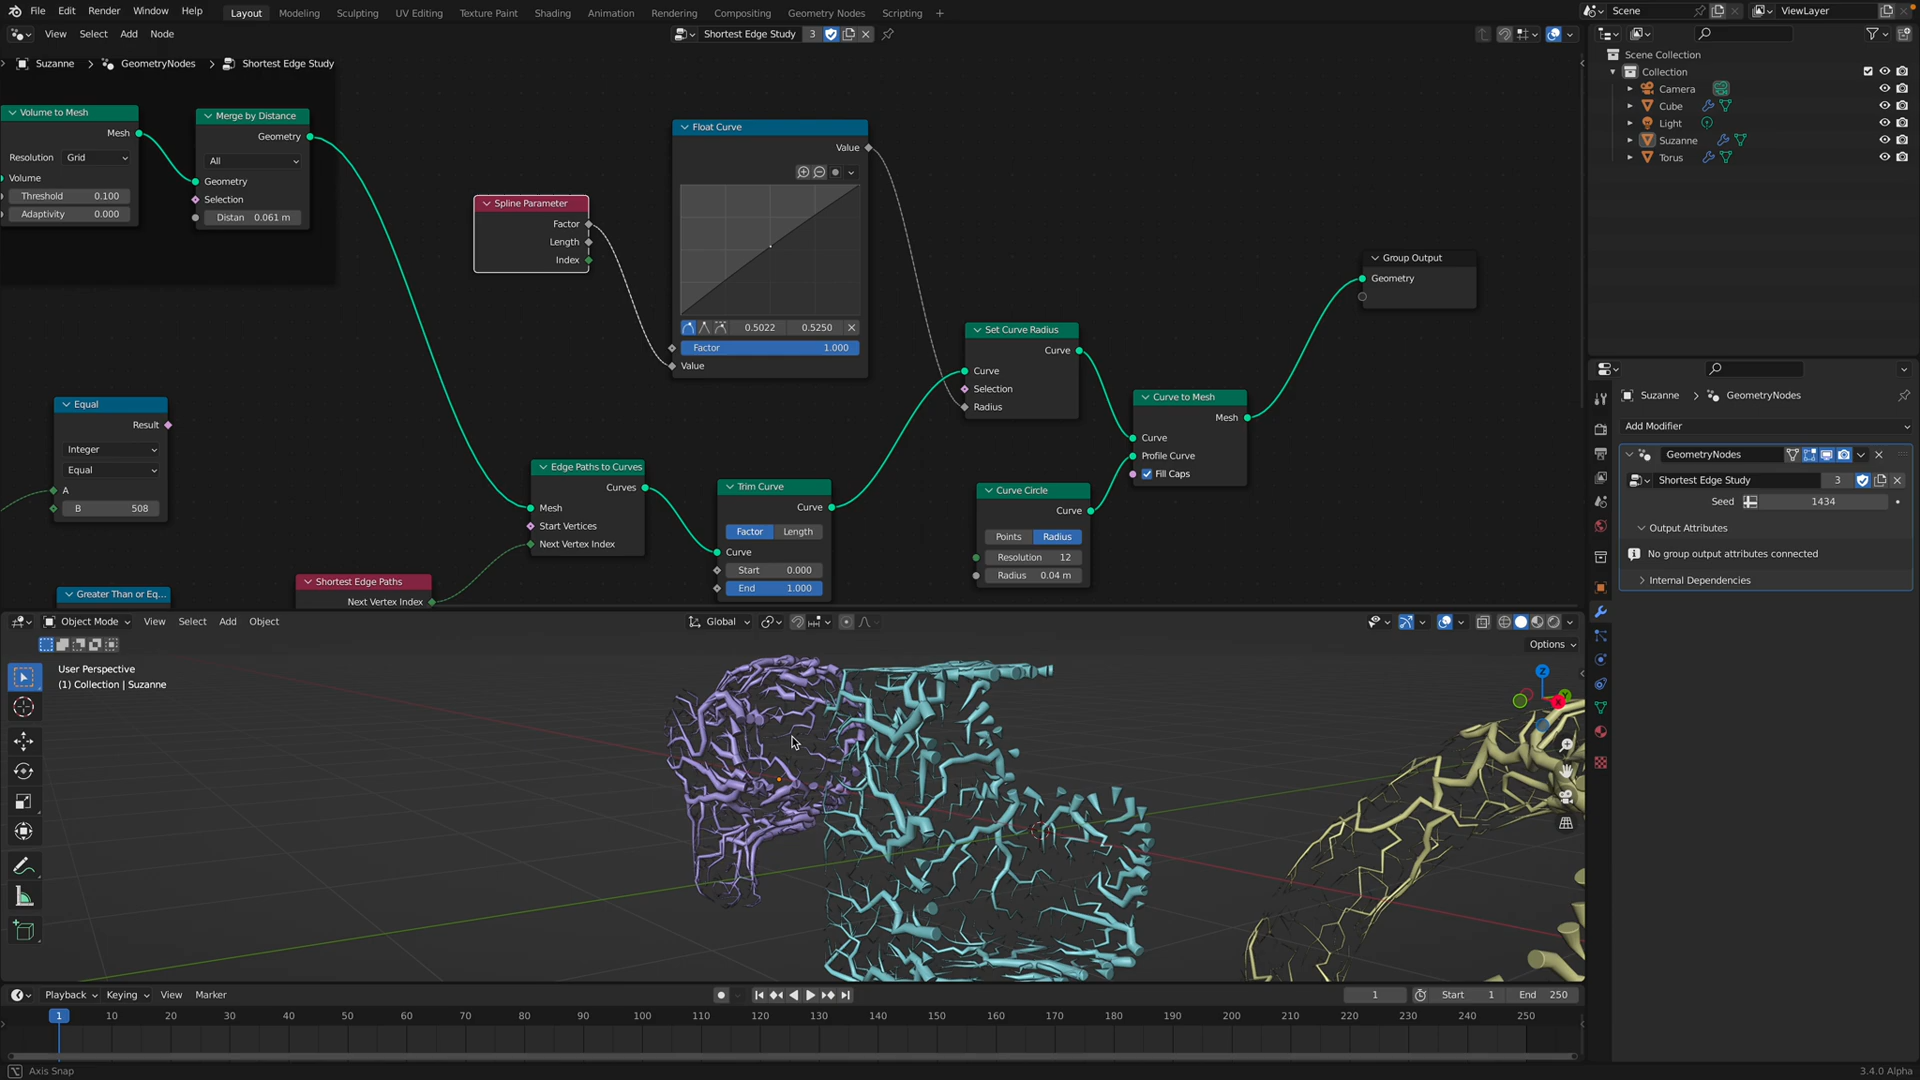 File Edit Render Window Help Layout Modeling Sculpting UV Editing Texture Paint Shading Animation Rendering Compositing Geometry Nodes Scripting + Scene ViewLayer
View Select Add Node Shortest Edge Study 3
Suzanne > GeometryNodes > Shortest Edge Study
Volume to Mesh
Mesh
Resolution Grid
Volume
Threshold 0.100
Adaptivity 0.000
Merge by Distance
Geometry
All
Geometry
Selection
Distan 0.061 m
Spline Parameter
Factor
Length
Index
Float Curve
Value
0.5022 0.5250
Factor 1.000
Value
Set Curve Radius
Curve
Curve
Selection
Radius
Group Output
Geometry
Curve to Mesh
Mesh
Curve
Profile Curve
Fill Caps
Equal
Result
Integer
Equal
A
B 508
Edge Paths to Curves
Curves
Mesh
Start Vertices
Next Vertex Index
Trim Curve
Curve
Factor Length
Curve
Start 0.000
End 1.000
Curve Circle
Curve
Points Radius
Resolution 12
Radius 0.04 m
Greater Than or Eq...
Shortest Edge Paths
Next Vertex Index
Scene Collection
Collection
Camera
Cube
Light
Suzanne
Torus
Suzanne > GeometryNodes
Add Modifier
GeometryNodes
Shortest Edge Study 3
Seed 1434
Output Attributes
No group output attributes connected
Internal Dependencies
Object Mode View Select Add Object Global
Options
User Perspective
(1) Collection | Suzanne
Z
Y
X
Playback Keying View Marker 1 Start 1 End 250
1 10 20 30 40 50 60 70 80 90 100 110 120 130 140 150 160 170 180 190 200 210 220 230 240 250
Axis Snap 3.4.0 Alpha